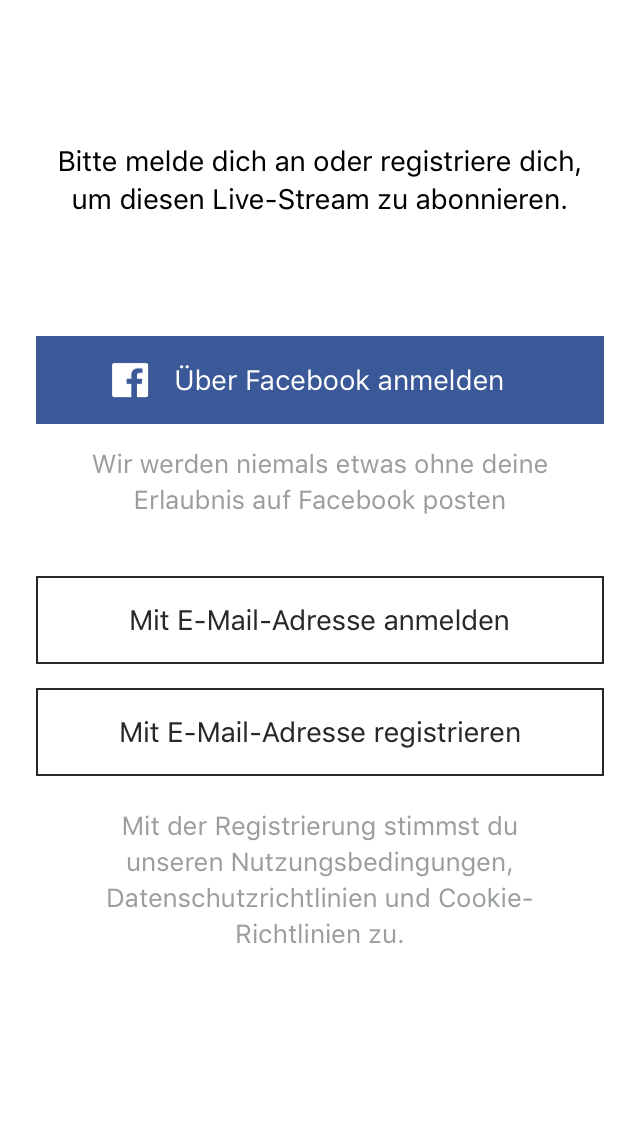 Bitte melde dich an oder registriere dich,
um diesen Live-Stream zu abonnieren.
Über Facebook anmelden
Wir werden niemals etwas ohne deine
Erlaubnis auf Facebook posten
Mit E-Mail-Adresse anmelden
Mit E-Mail-Adresse registrieren
Mit der Registrierung stimmst du
unseren Nutzungsbedingungen,
Datenschutzrichtlinien und Cookie-
Richtlinien zu.